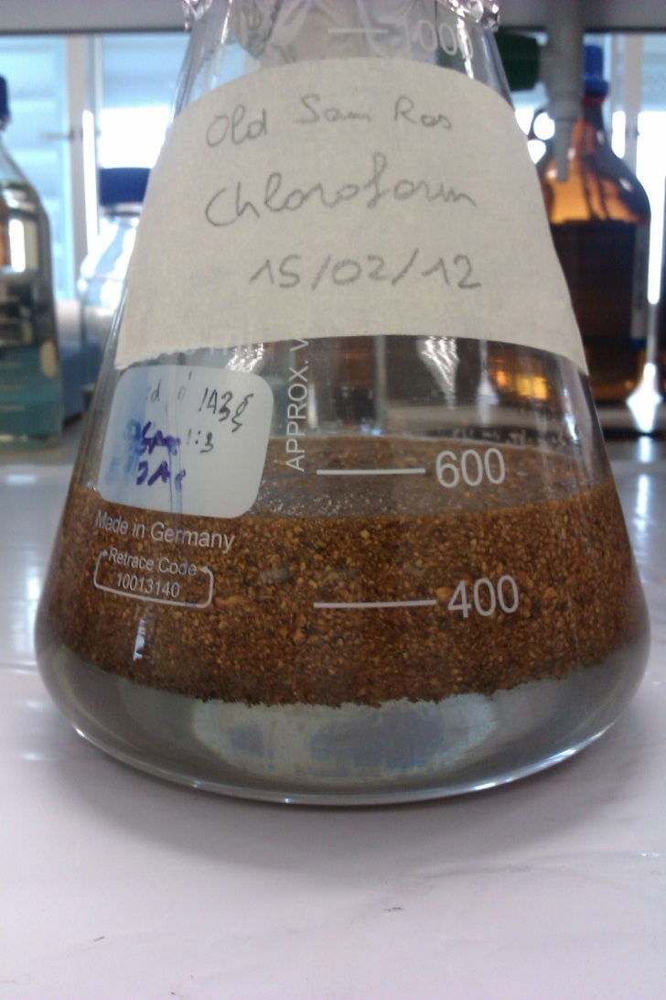 1000
Old Sam Ros
Chloroform
15/02/12
APPROX. V
143g
1:3
600
Made in Germany
Retrace Code
10013140
400